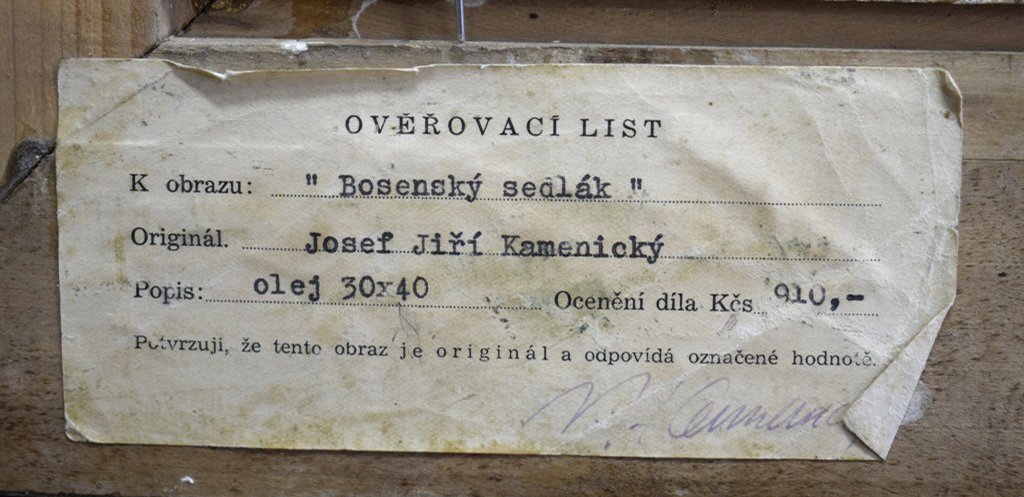 OVĚŘOVACÍ LIST
K obrazu: " Bosenský sedlák "
Originál. Josef Jiří Kamenický
Popis: olej 30x40 Ocenění díla Kčs 910,-
Potvrzuji, že tento obraz je originál a odpovídá označené hodnotě.